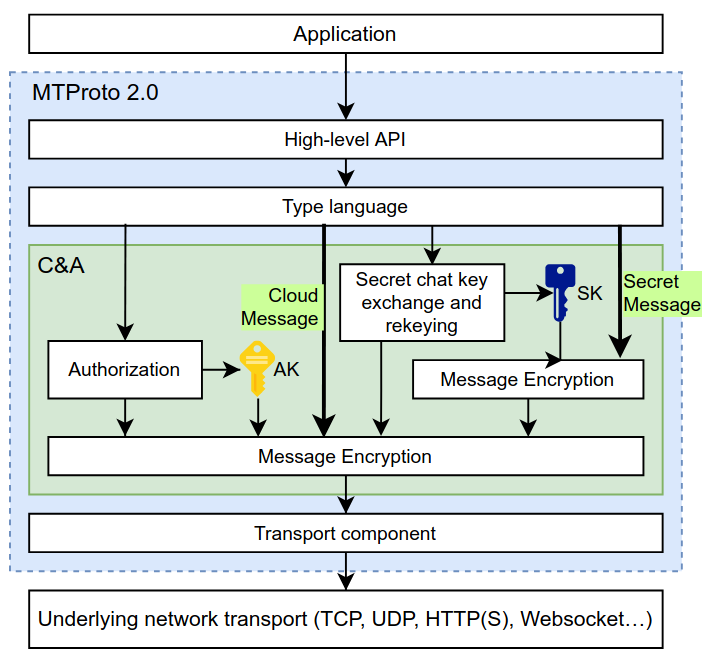 Application
MTProto 2.0
High-level API
Type language
C&A
Cloud
Message
Secret chat key
exchange and
rekeying
SK
Secret
Message
Authorization
AK
Message Encryption
Message Encryption
Transport component
Underlying network transport (TCP, UDP, HTTP(S), Websocket…)